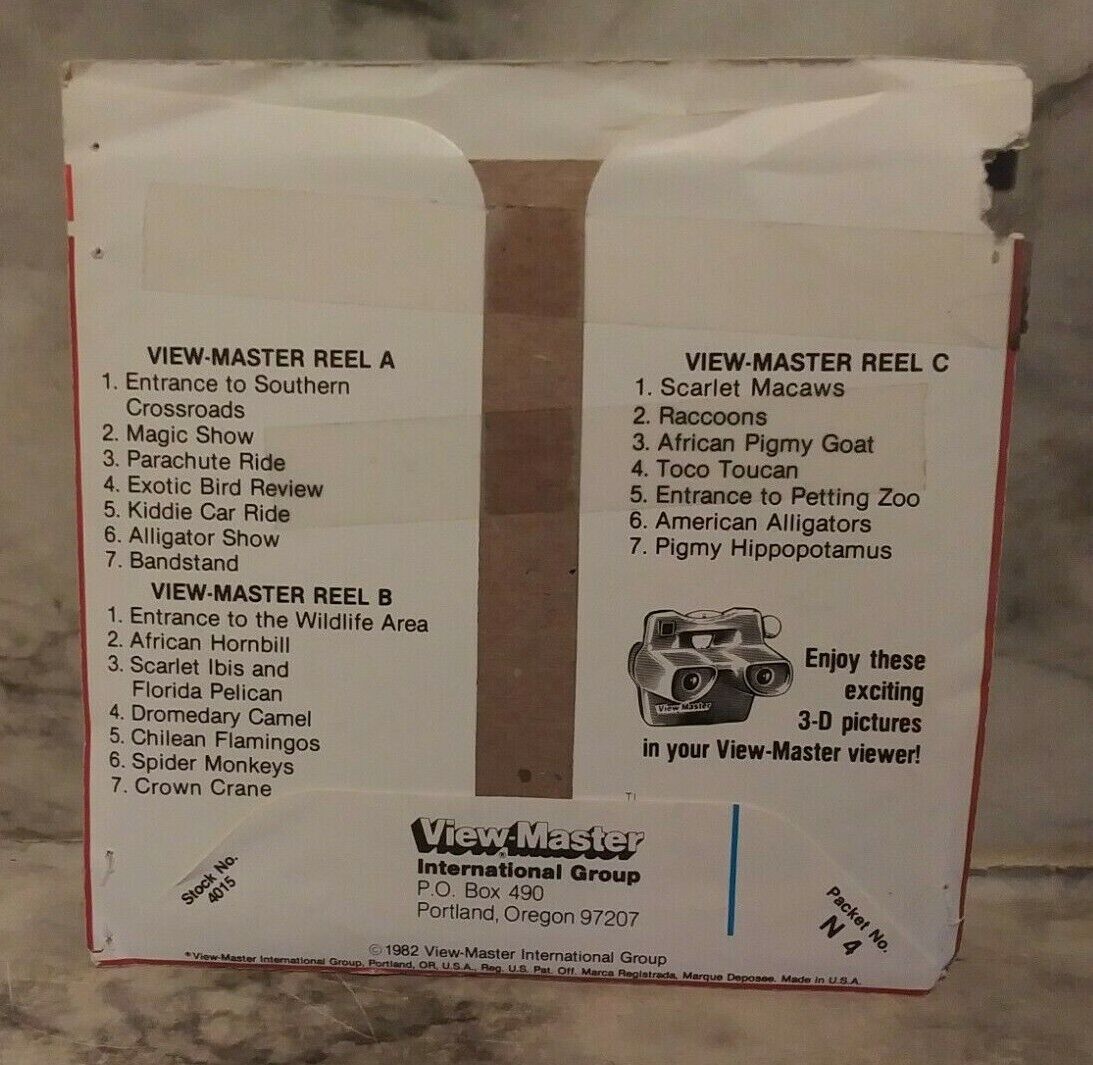 VIEW-MASTER REEL A
1. Entrance to Southern
Crossroads
2. Magic Show
3. Parachute Ride
4. Exotic Bird Review
5. Kiddie Car Ride
6. Alligator Show
7. Bandstand
VIEW-MASTER REEL B
1. Entrance to the Wildlife Area
2. African Hornbill
3. Scarlet Ibis and
Florida Pelican
4. Dromedary Camel
5. Chilean Flamingos
6. Spider Monkeys
7. Crown Crane
VIEW-MASTER REEL C
1. Scarlet Macaws
2. Raccoons
3. African Pigmy Goat
4. Toco Toucan
5. Entrance to Petting Zoo
6. American Alligators
7. Pigmy Hippopotamus
View-Master
Enjoy these
exciting
3-D pictures
in your View-Master viewer!
Stock No.
4015
View-Master®
International Group
P.O. Box 490
Portland, Oregon 97207
Packet No.
N 4
©1982 View-Master International Group
*View-Master International Group, Portland, OR, U.S.A., Reg. U.S. Pat. Off. Marca Registrada, Marque Deposee. Made in U.S.A.